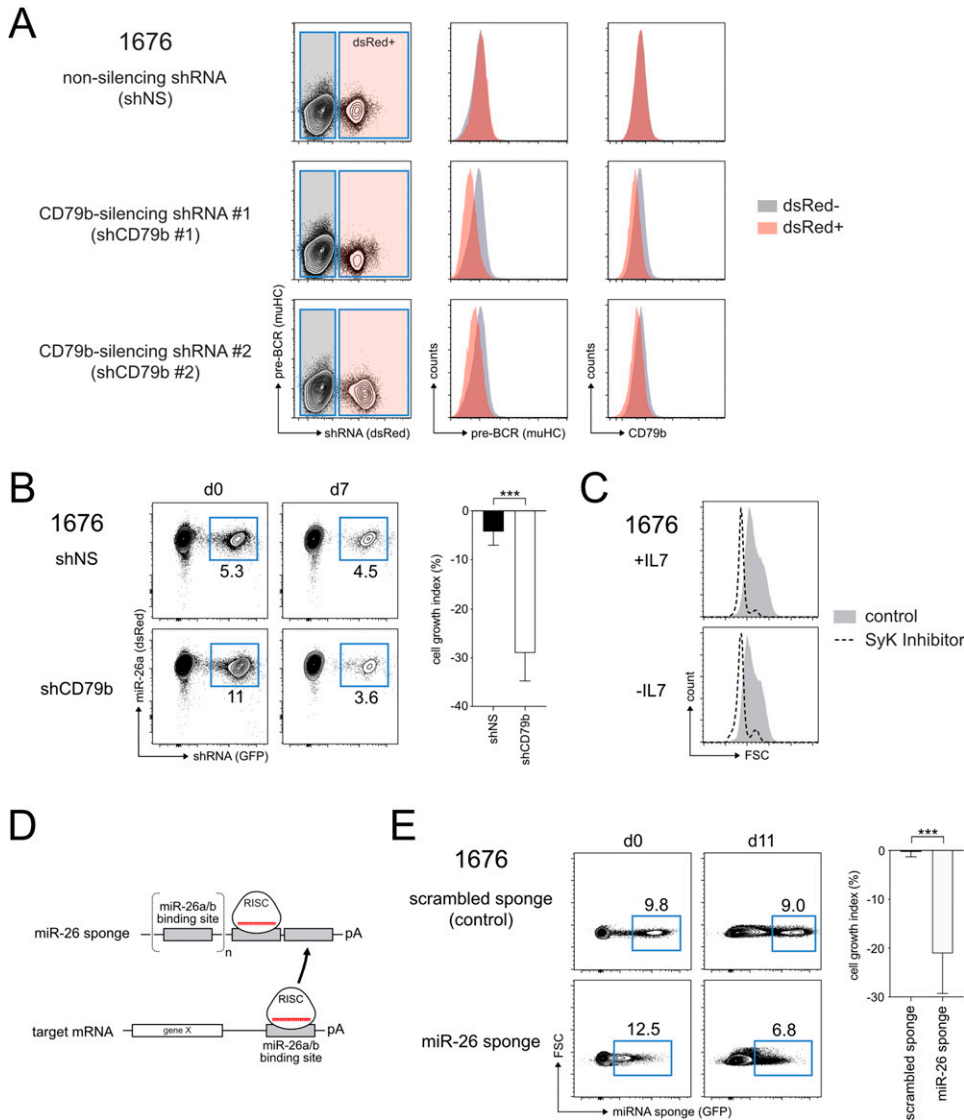 A
1676
non-silencing shRNA
(shNS)
dsRed+
CD79b-silencing shRNA #1
(shCD79b #1)
dsRed-
dsRed+
CD79b-silencing shRNA #2
(shCD79b #2)
pre-BCR (muHC)
shRNA (dsRed)
counts
pre-BCR (muHC)
counts
CD79b
B
1676
d0
d7
shNS
5.3
4.5
shCD79b
11
3.6
miR-26a (dsRed)
shRNA (GFP)
***
cell growth index (%)
0
-10
-20
-30
-40
shNS
shCD79b
C
1676
+IL7
-IL7
control
SyK Inhibitor
count
FSC
D
miR-26a/b
binding site
RISC
miR-26 sponge
n
pA
RISC
target mRNA
gene X
pA
miR-26a/b
binding site
E
1676
d0
d11
scrambled sponge
(control)
9.8
9.0
miR-26 sponge
12.5
6.8
FSC
miRNA sponge (GFP)
***
cell growth index (%)
0
-10
-20
-30
scrambled sponge
miR-26 sponge